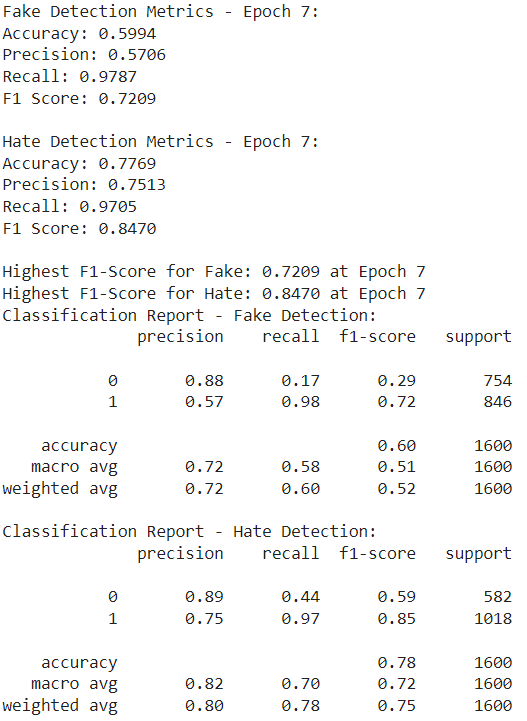 Fake Detection Metrics - Epoch 7:
Accuracy: 0.5994
Precision: 0.5706
Recall: 0.9787
F1 Score: 0.7209

Hate Detection Metrics - Epoch 7:
Accuracy: 0.7769
Precision: 0.7513
Recall: 0.9705
F1 Score: 0.8470

Highest F1-Score for Fake: 0.7209 at Epoch 7
Highest F1-Score for Hate: 0.8470 at Epoch 7
Classification Report - Fake Detection:
              precision    recall  f1-score   support

           0       0.88      0.17      0.29       754
           1       0.57      0.98      0.72       846

    accuracy                           0.60      1600
   macro avg       0.72      0.58      0.51      1600
weighted avg       0.72      0.60      0.52      1600

Classification Report - Hate Detection:
              precision    recall  f1-score   support

           0       0.89      0.44      0.59       582
           1       0.75      0.97      0.85      1018

    accuracy                           0.78      1600
   macro avg       0.82      0.70      0.72      1600
weighted avg       0.80      0.78      0.75      1600